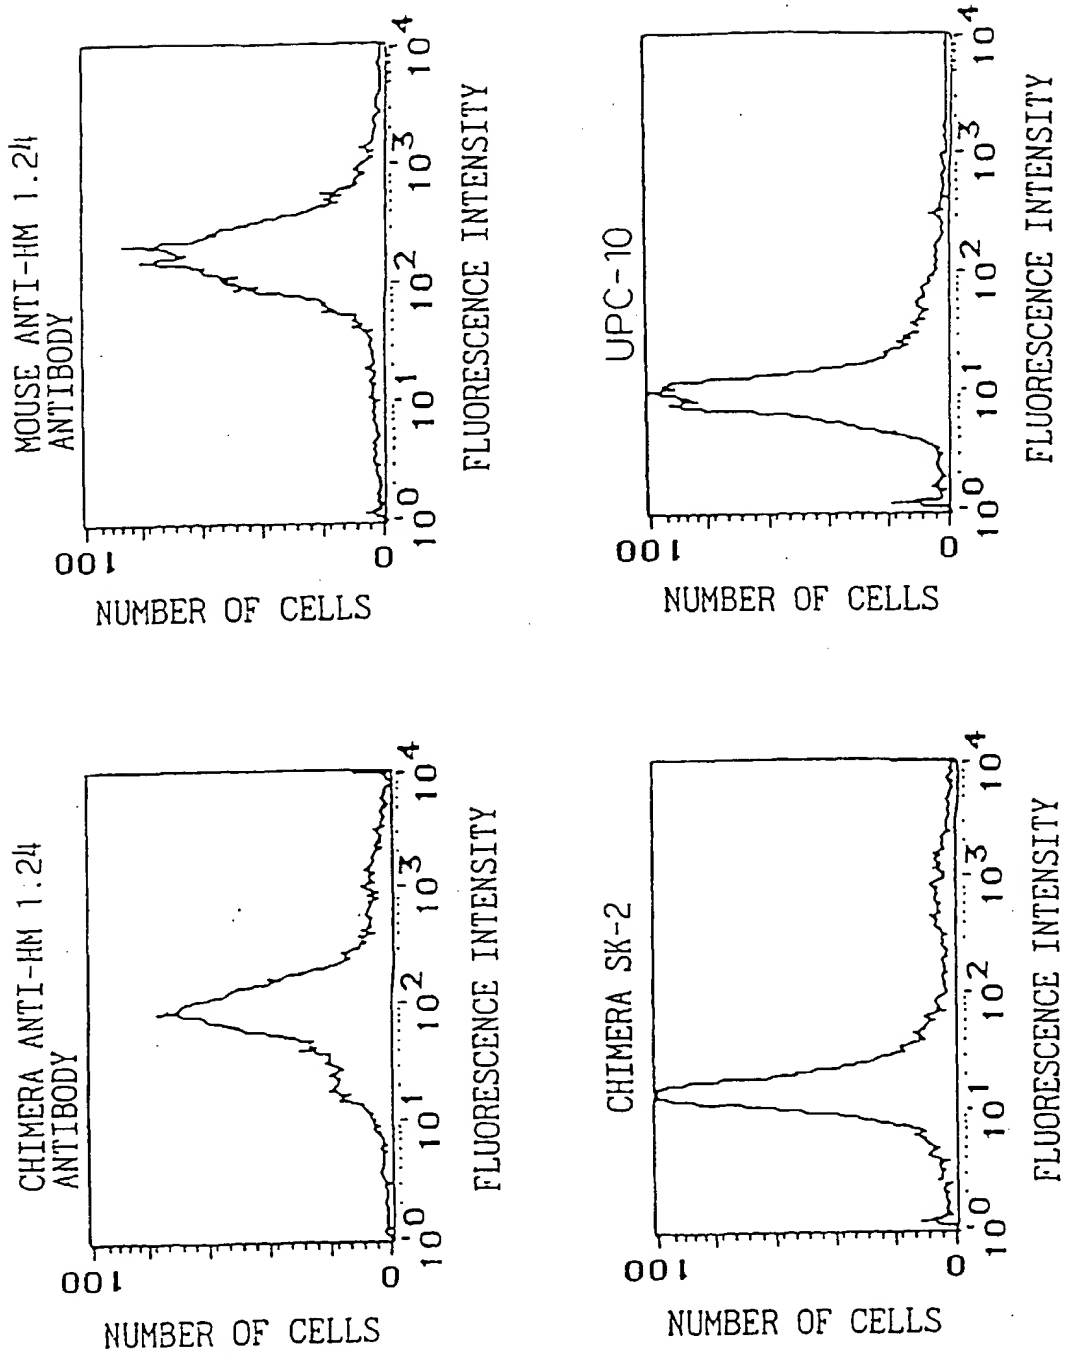 CHIMERA ANTI-HM 1.24
ANTIBODY
NUMBER OF CELLS
100
0
10^0 10^1 10^2 10^3 10^4
FLUORESCENCE INTENSITY
MOUSE ANTI-HM 1.24
ANTIBODY
NUMBER OF CELLS
100
0
10^0 10^1 10^2 10^3 10^4
FLUORESCENCE INTENSITY
CHIMERA SK-2
NUMBER OF CELLS
100
0
10^0 10^1 10^2 10^3 10^4
FLUORESCENCE INTENSITY
UPC-10
NUMBER OF CELLS
100
0
10^0 10^1 10^2 10^3 10^4
FLUORESCENCE INTENSITY